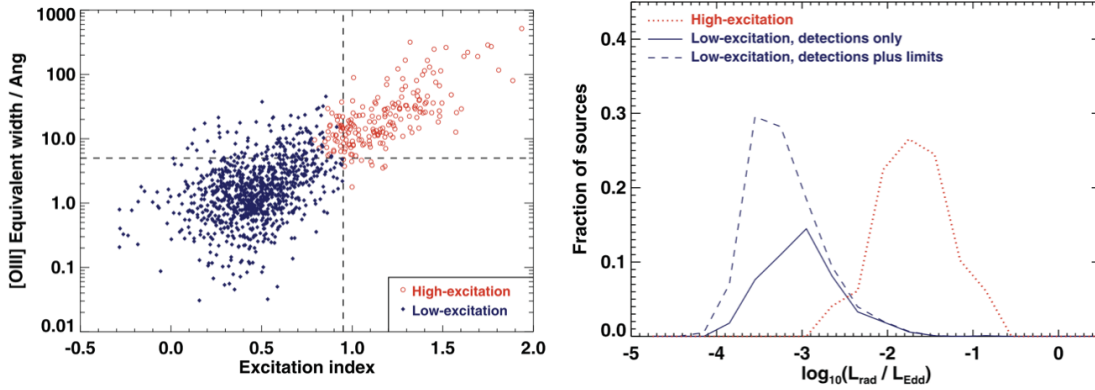 1000
100
10.0
1.0
0.1
0.01
[OIII] Equivalent width / Ang
-0.5 0.0 0.5 1.0 1.5 2.0
Excitation index
High-excitation
Low-excitation
High-excitation
Low-excitation, detections only
Low-excitation, detections plus limits
0.4
0.3
0.2
0.1
0.0
Fraction of sources
-5 -4 -3 -2 -1 0
log10(Lrad / LEdd)